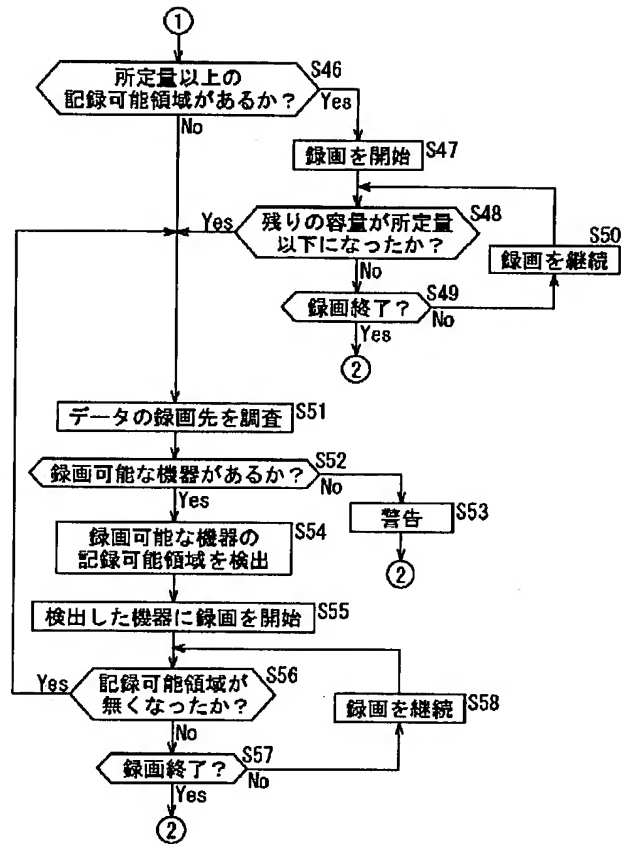 1
所定量以上の
記録可能領域があるか?
S46
Yes
No
録画を開始
S47
Yes
残りの容量が所定量
以下になったか?
S48
S50
録画を継続
No
録画終了?
S49
No
Yes
2
データの録画先を調査
S51
録画可能な機器があるか?
S52
No
Yes
警告
S53
2
録画可能な機器の
記録可能領域を検出
S54
検出した機器に録画を開始
S55
Yes
記録可能領域が
無くなったか?
S56
録画を継続
S58
No
録画終了?
S57
No
Yes
2